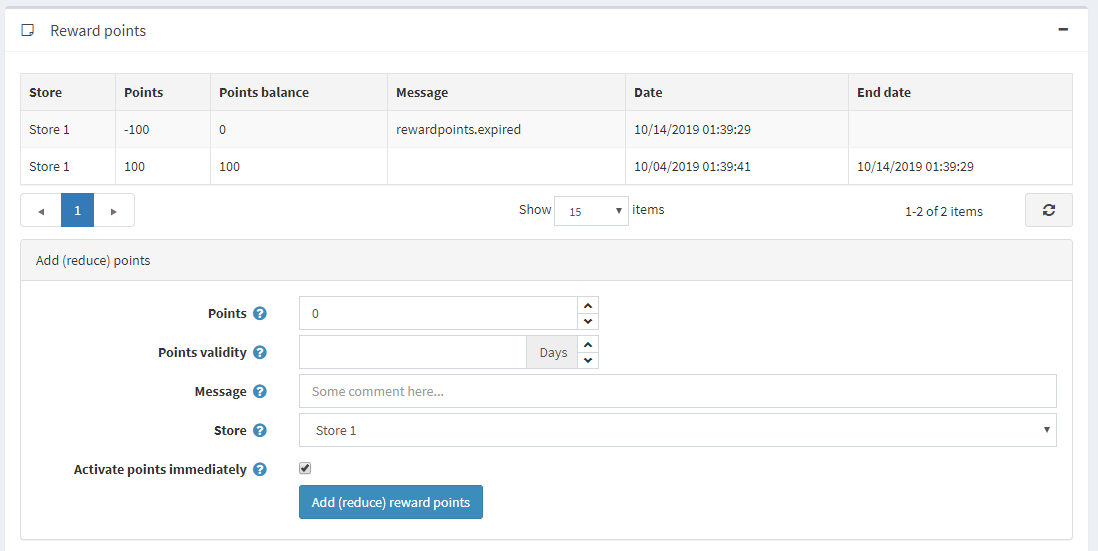 Reward points
Store Points Points balance Message Date End date
Store 1 -100 0 rewardpoints.expired 10/14/2019 01:39:29
Store 1 100 100 10/04/2019 01:39:41 10/14/2019 01:39:29
1 Show 15 items 1-2 of 2 items
Add (reduce) points
Points 0
Points validity Days
Message Some comment here...
Store Store 1
Activate points immediately
Add (reduce) reward points